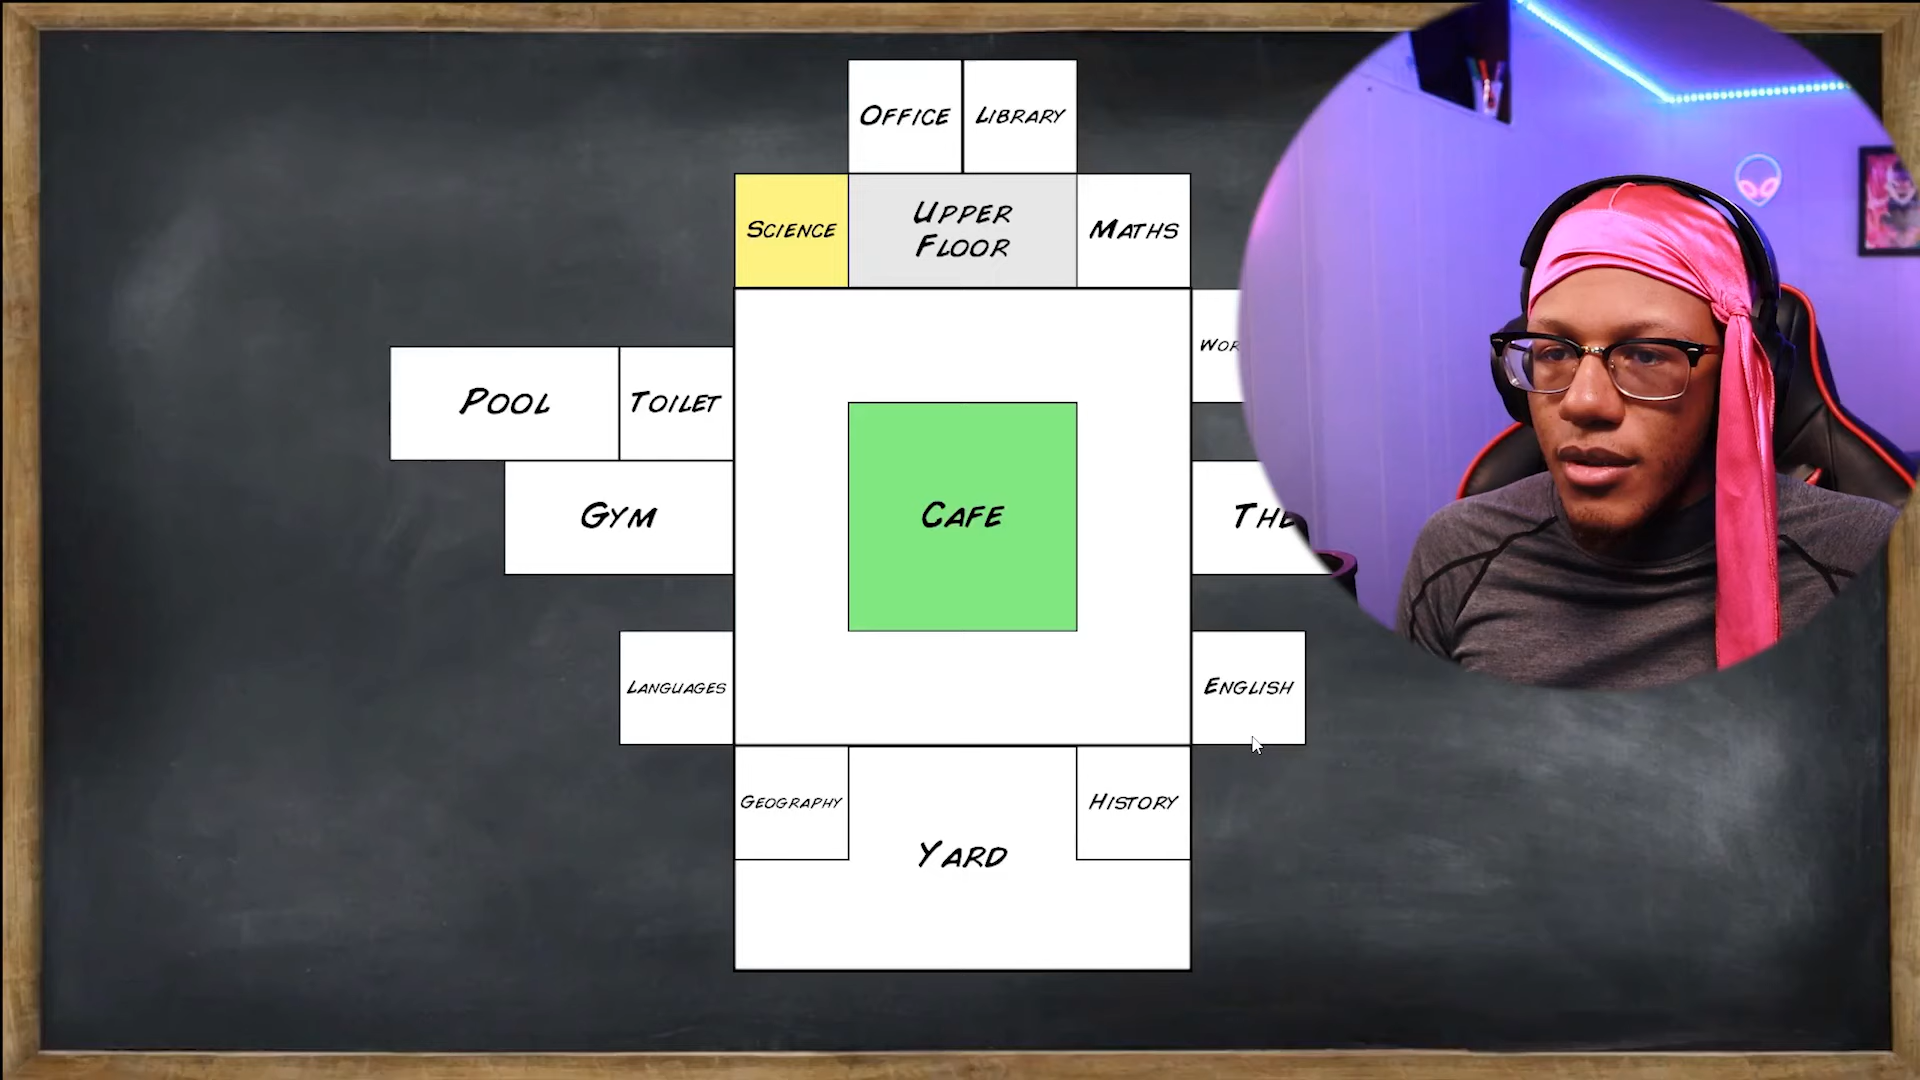 OFFICE
LIBRARY
SCIENCE
UPPER
FLOOR
MATHS
POOL
TOILET
GYM
CAFE
LANGUAGES
ENGLISH
GEOGRAPHY
HISTORY
YARD